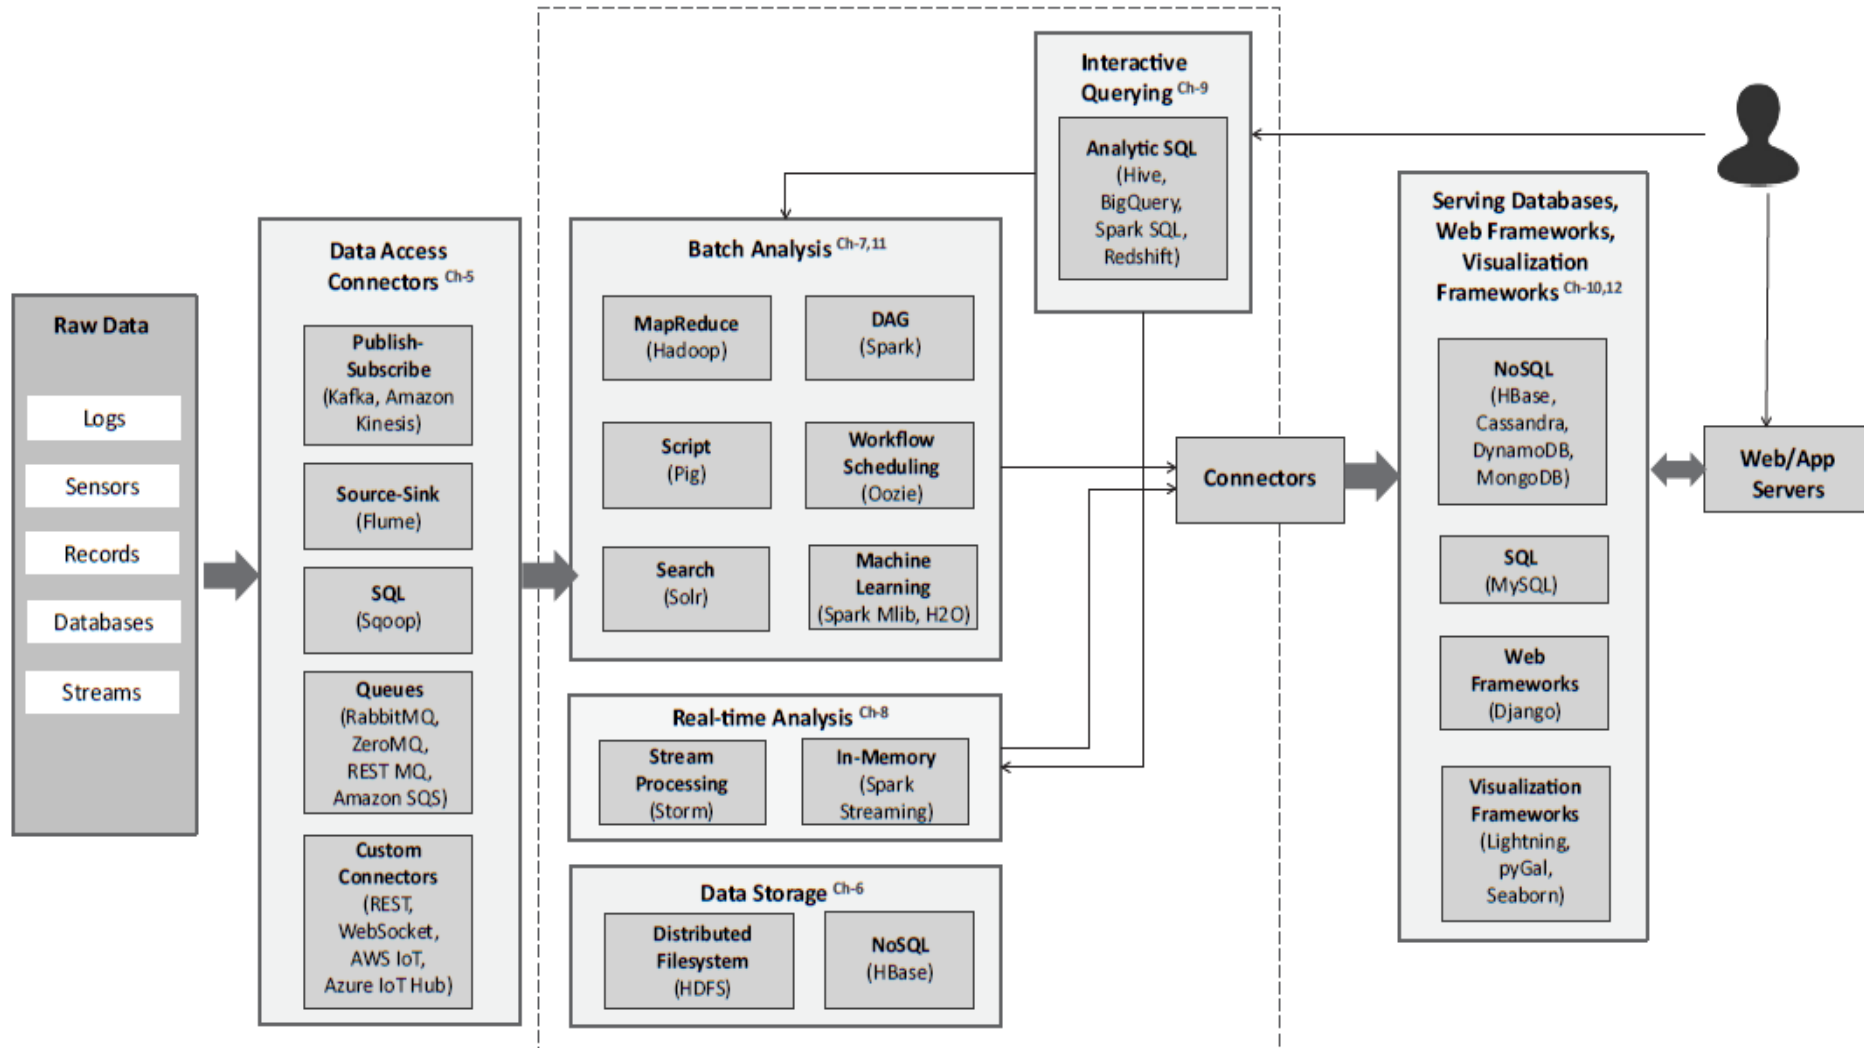 Raw Data
Logs
Sensors
Records
Databases
Streams
Data Access
Connectors Ch-5
Publish-
Subscribe
(Kafka, Amazon
Kinesis)
Source-Sink
(Flume)
SQL
(Sqoop)
Queues
(RabbitMQ,
ZeroMQ,
REST MQ,
Amazon SQS)
Custom
Connectors
(REST,
WebSocket,
AWS IoT,
Azure IoT Hub)
Batch Analysis Ch-7,11
MapReduce
(Hadoop)
DAG
(Spark)
Script
(Pig)
Workflow
Scheduling
(Oozie)
Search
(Solr)
Machine
Learning
(Spark Mlib, H2O)
Real-time Analysis Ch-8
Stream
Processing
(Storm)
In-Memory
(Spark
Streaming)
Data Storage Ch-6
Distributed
Filesystem
(HDFS)
NoSQL
(HBase)
Interactive
Querying Ch-9
Analytic SQL
(Hive,
BigQuery,
Spark SQL,
Redshift)
Connectors
Serving Databases,
Web Frameworks,
Visualization
Frameworks Ch-10,12
NoSQL
(HBase,
Cassandra,
DynamoDB,
MongoDB)
SQL
(MySQL)
Web
Frameworks
(Django)
Visualization
Frameworks
(Lightning,
pyGal,
Seaborn)
Web/App
Servers